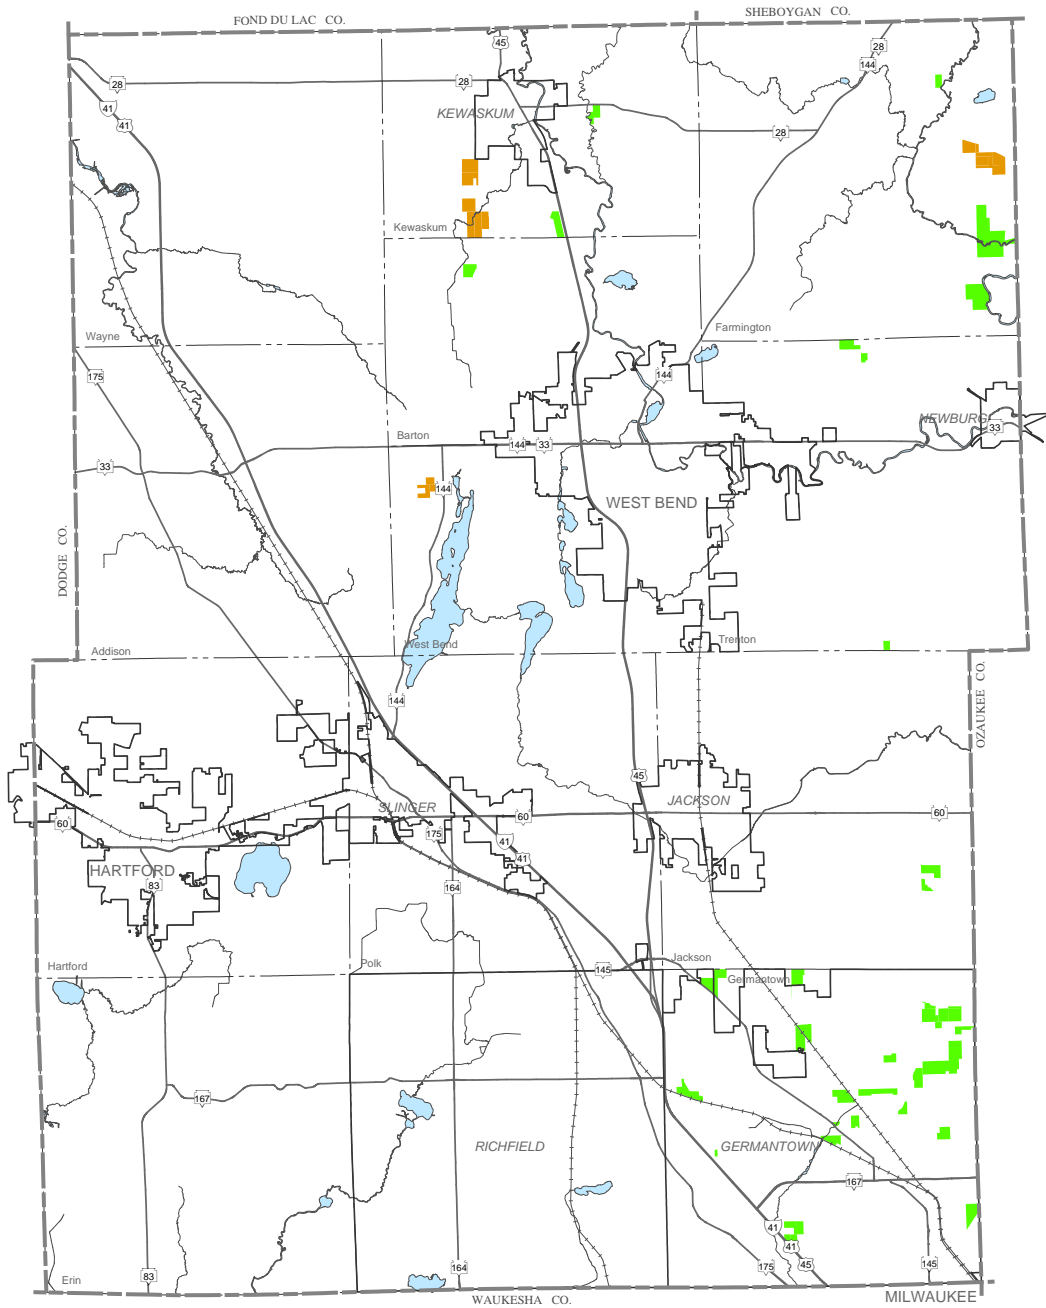 SHEBOYGAN CO.
FOND DU LAC CO.
45
28
144
28
28
41
41
KEWASKUM
28
Kewaskum
Farmington
Wayne
175
144
NEWBURG
33
Barton
144
33
33
144
WEST BEND
DODGE CO.
Trenton
West Bend
Addison
OZAUKEE CO.
144
45
JACKSON
SLINGER
60
60
60
175
41
41
HARTFORD
83
164
Jackson
Polk
Hartford
145
Germantown
167
RICHFIELD
GERMANTOWN
167
41
41
45
175
145
164
83
Erin
MILWAUKEE
WAUKESHA CO.